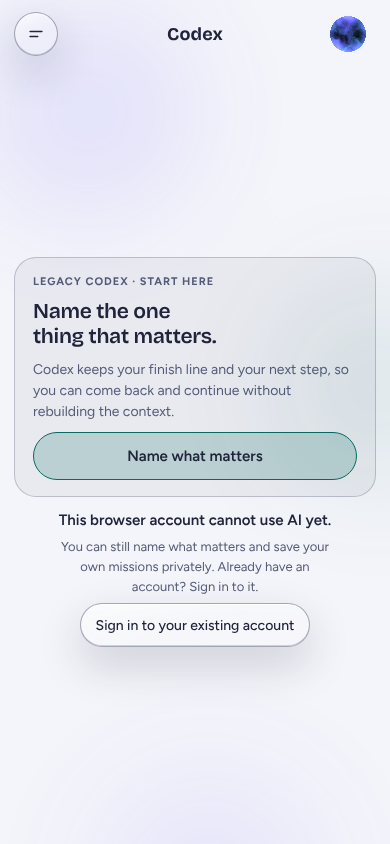 Codex
LEGACY CODEX · START HERE
Name the one
thing that matters.
Codex keeps your finish line and your next step, so
you can come back and continue without
rebuilding the context.
Name what matters
This browser account cannot use AI yet.
You can still name what matters and save your
own missions privately. Already have an
account? Sign in to it.
Sign in to your existing account